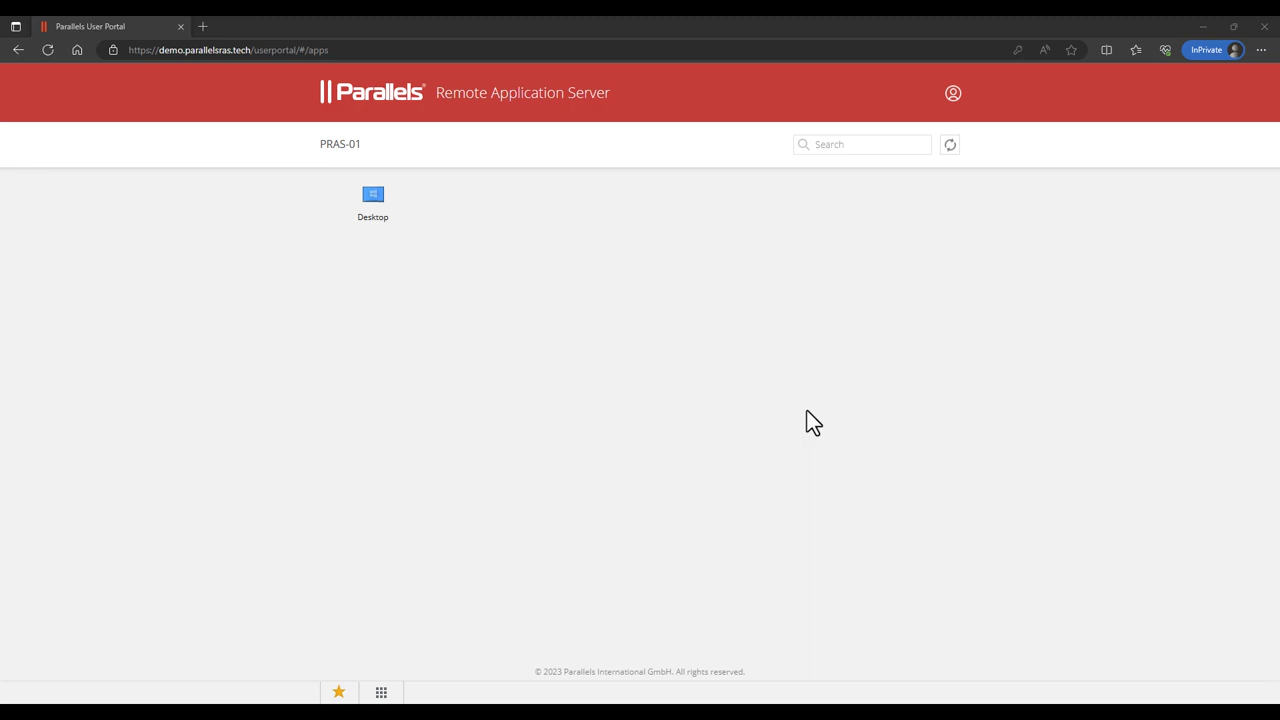 Parallels User Portal
https://demo.parallelsras.tech/userportal/#/apps
InPrivate
Parallels® Remote Application Server
PRAS-01
Search
Desktop
© 2023 Parallels International GmbH. All rights reserved.